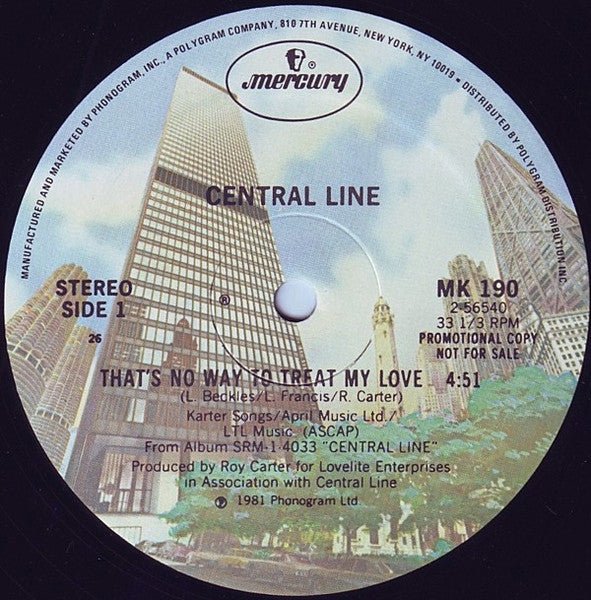 MANUFACTURED AND MARKETED BY PHONOGRAM, INC., A POLYGRAM COMPANY, 810 7TH AVENUE, NEW YORK, NY 10019 • DISTRIBUTED BY POLYGRAM DISTRIBUTION INC.
mercury ®
CENTRAL LINE
STEREO
SIDE 1
26
®
MK 190
2-56540
33 1/3 RPM
PROMOTIONAL COPY
NOT FOR SALE
THAT'S NO WAY TO TREAT MY LOVE 4:51
(L. Beckles/L. Francis/R. Carter)
Karter Songs/April Music Ltd./
LTL Music (ASCAP)
From Album SRM-1-4033 "CENTRAL LINE"
Produced by Roy Carter for Lovelite Enterprises
in Association with Central Line
℗ 1981 Phonogram Ltd.